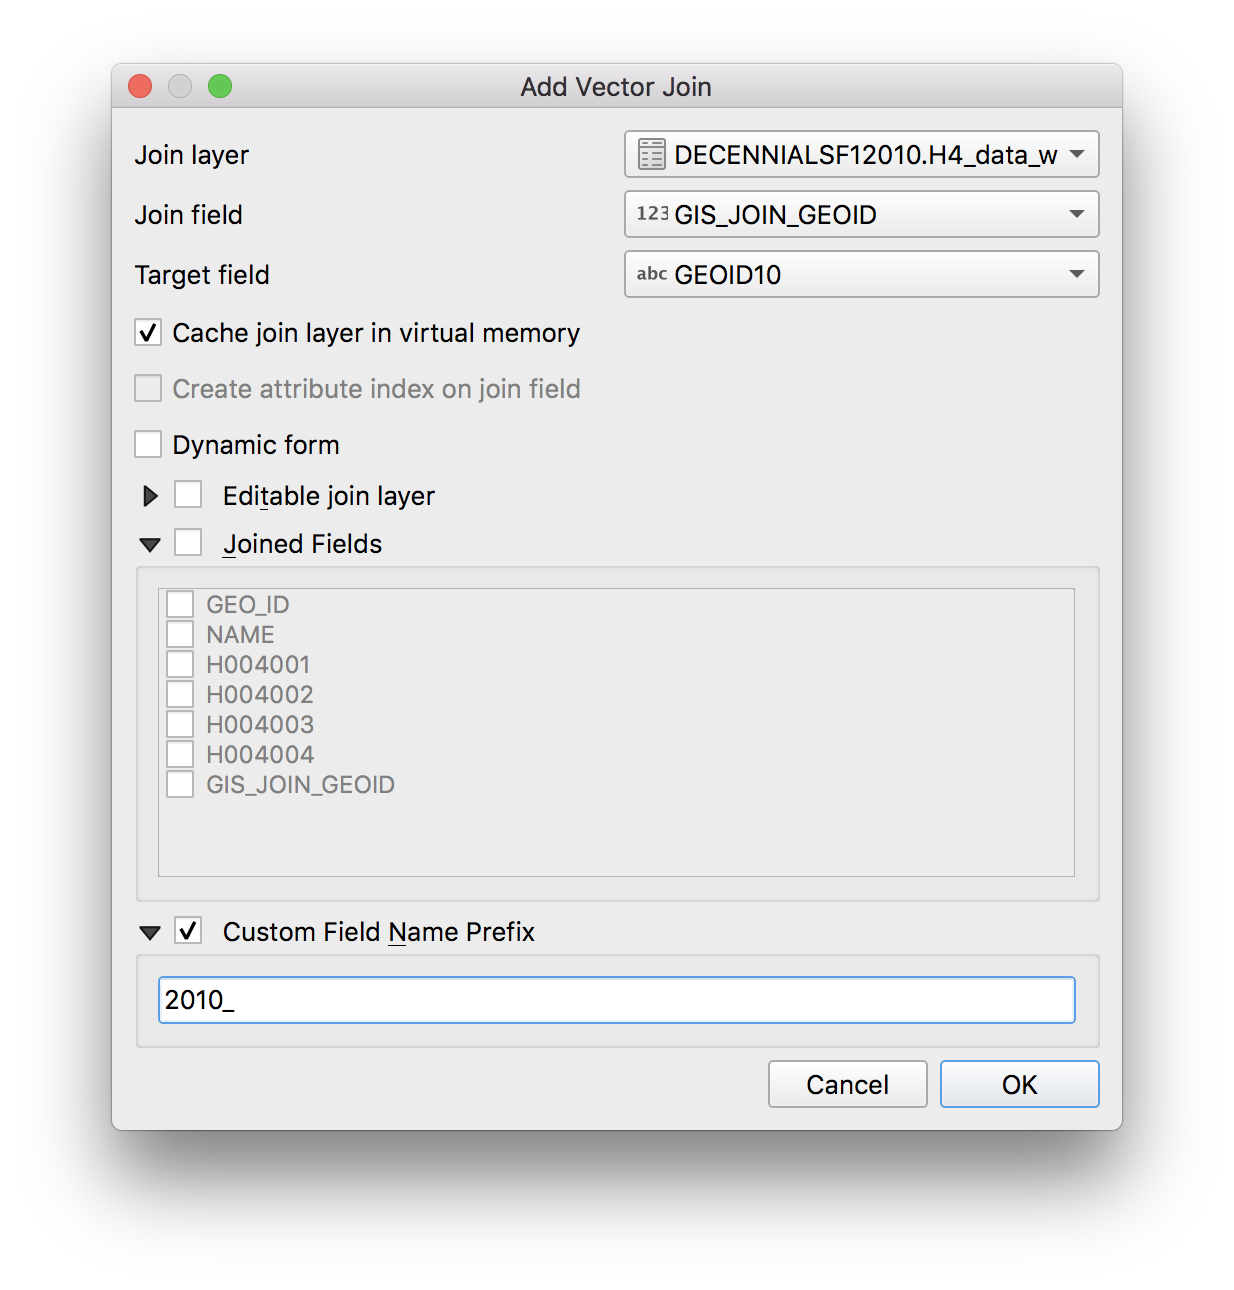 Add Vector Join
Join layer DECENNIALSF12010.H4_data_w
Join field 123 GIS_JOIN_GEOID
Target field abc GEOID10
Cache join layer in virtual memory
Create attribute index on join field
Dynamic form
Editable join layer
Joined Fields
GEO_ID
NAME
H004001
H004002
H004003
H004004
GIS_JOIN_GEOID
Custom Field Name Prefix
2010_
Cancel OK